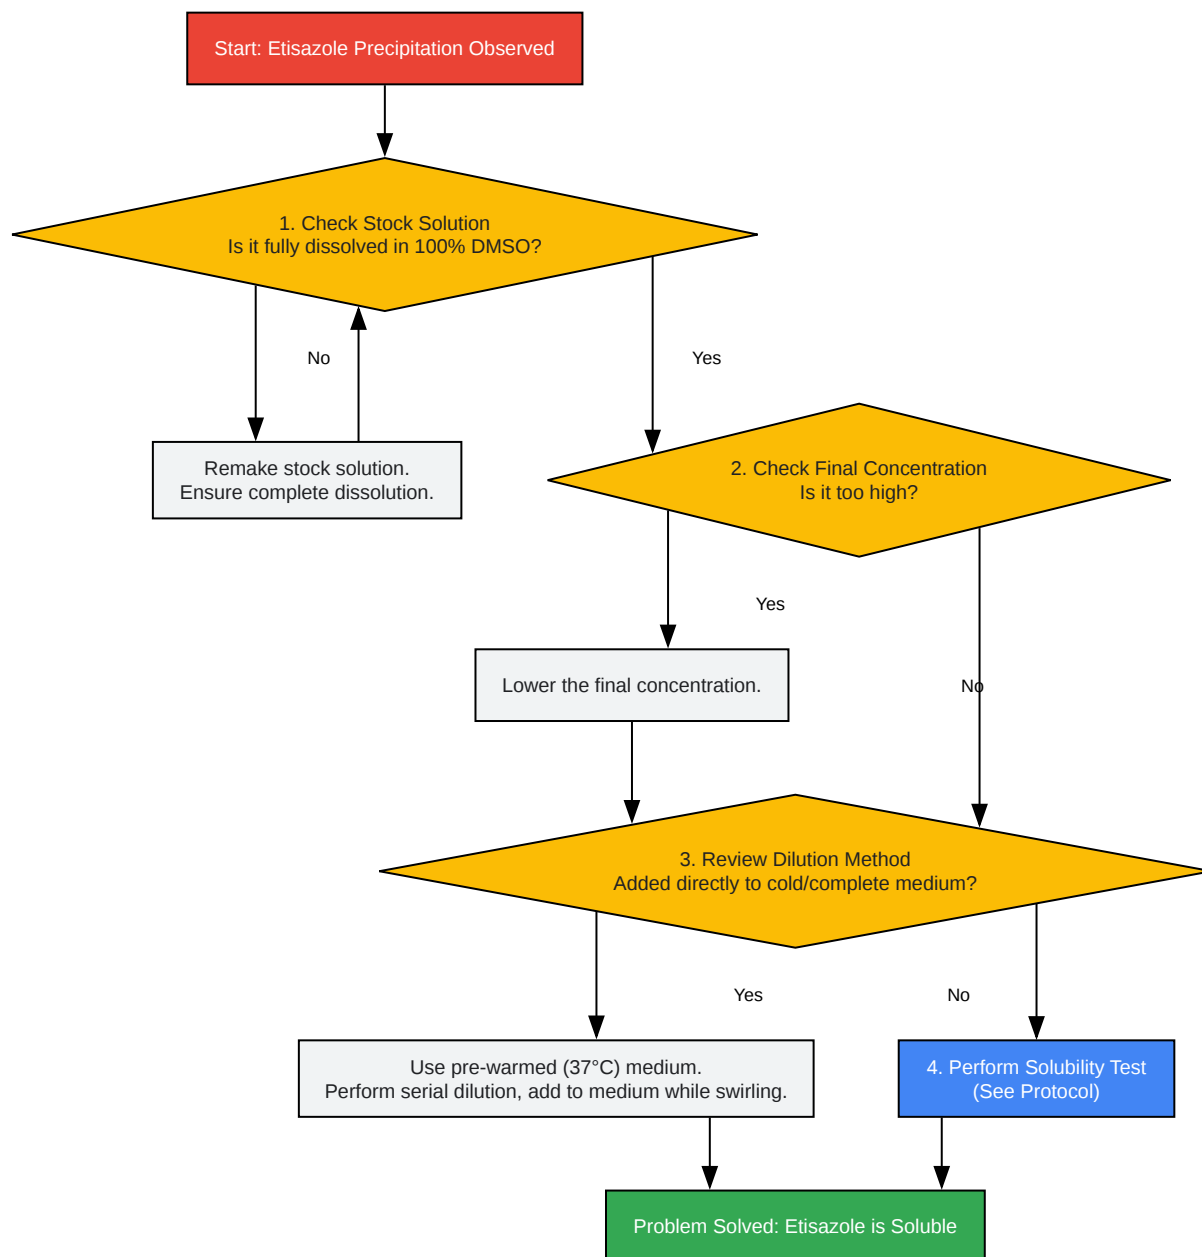 Start: Etisazole Precipitation Observed
1. Check Stock Solution
Is it fully dissolved in 100% DMSO?
No
Yes
Remake stock solution.
Ensure complete dissolution.
2. Check Final Concentration
Is it too high?
Yes
Lower the final concentration.
No
3. Review Dilution Method
Added directly to cold/complete medium?
Yes
No
Use pre-warmed (37°C) medium.
Perform serial dilution, add to medium while swirling.
4. Perform Solubility Test
(See Protocol)
Problem Solved: Etisazole is Soluble